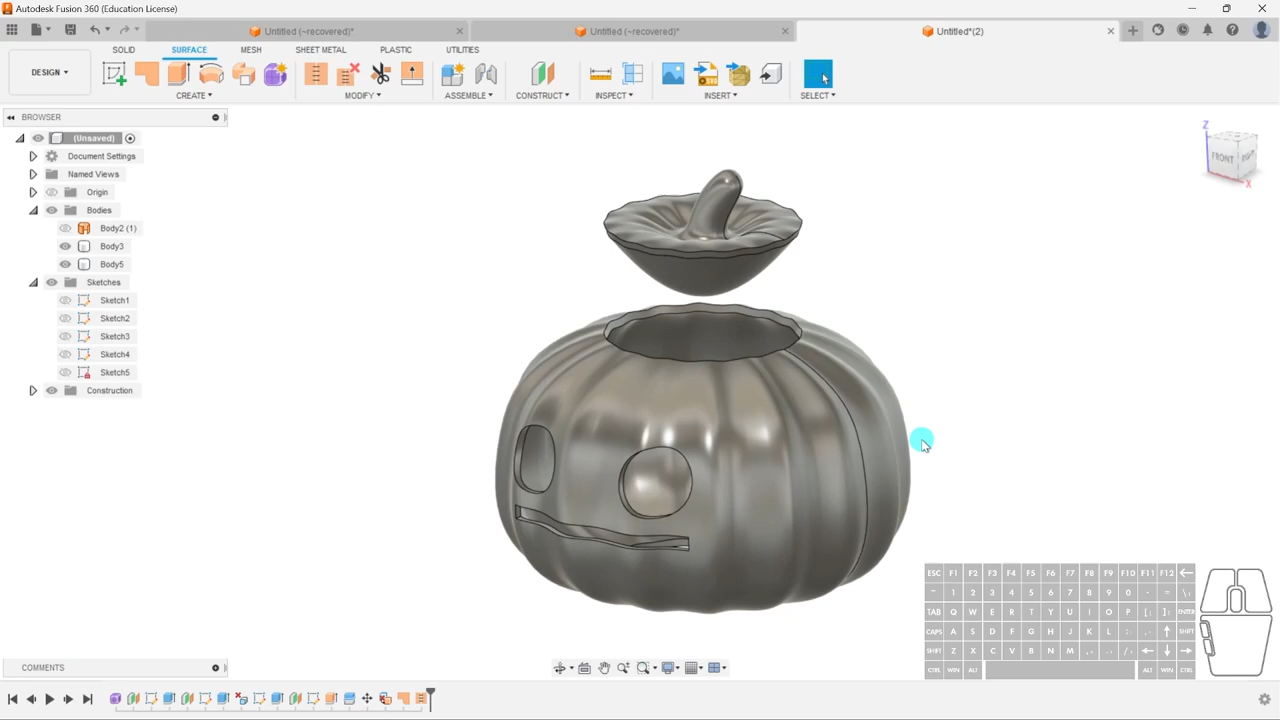 Autodesk Fusion 360 (Education License)
Untitled (~recovered)*
Untitled (~recovered)*
Untitled*(2)
SOLID SURFACE MESH SHEET METAL PLASTIC UTILITIES
DESIGN
CREATE MODIFY ASSEMBLE CONSTRUCT INSPECT INSERT SELECT
BROWSER
(Unsaved)
Document Settings
Named Views
Origin
Bodies
Body2 (1)
Body3
Body5
Sketches
Sketch1
Sketch2
Sketch3
Sketch4
Sketch5
Construction
Z
FRONT RIGHT
X
ESC F1 F2 F3 F4 F5 F6 F7 F8 F9 F10 F11 F12
1 2 3 4 5 6 7 8 9 0 - =
TAB Q W E R T Y U I O P ENTER
CAPS A S D F G H J K L SHIFT
SHIFT Z X C V B N M
CTRL WIN ALT ALT WIN CTRL
COMMENTS